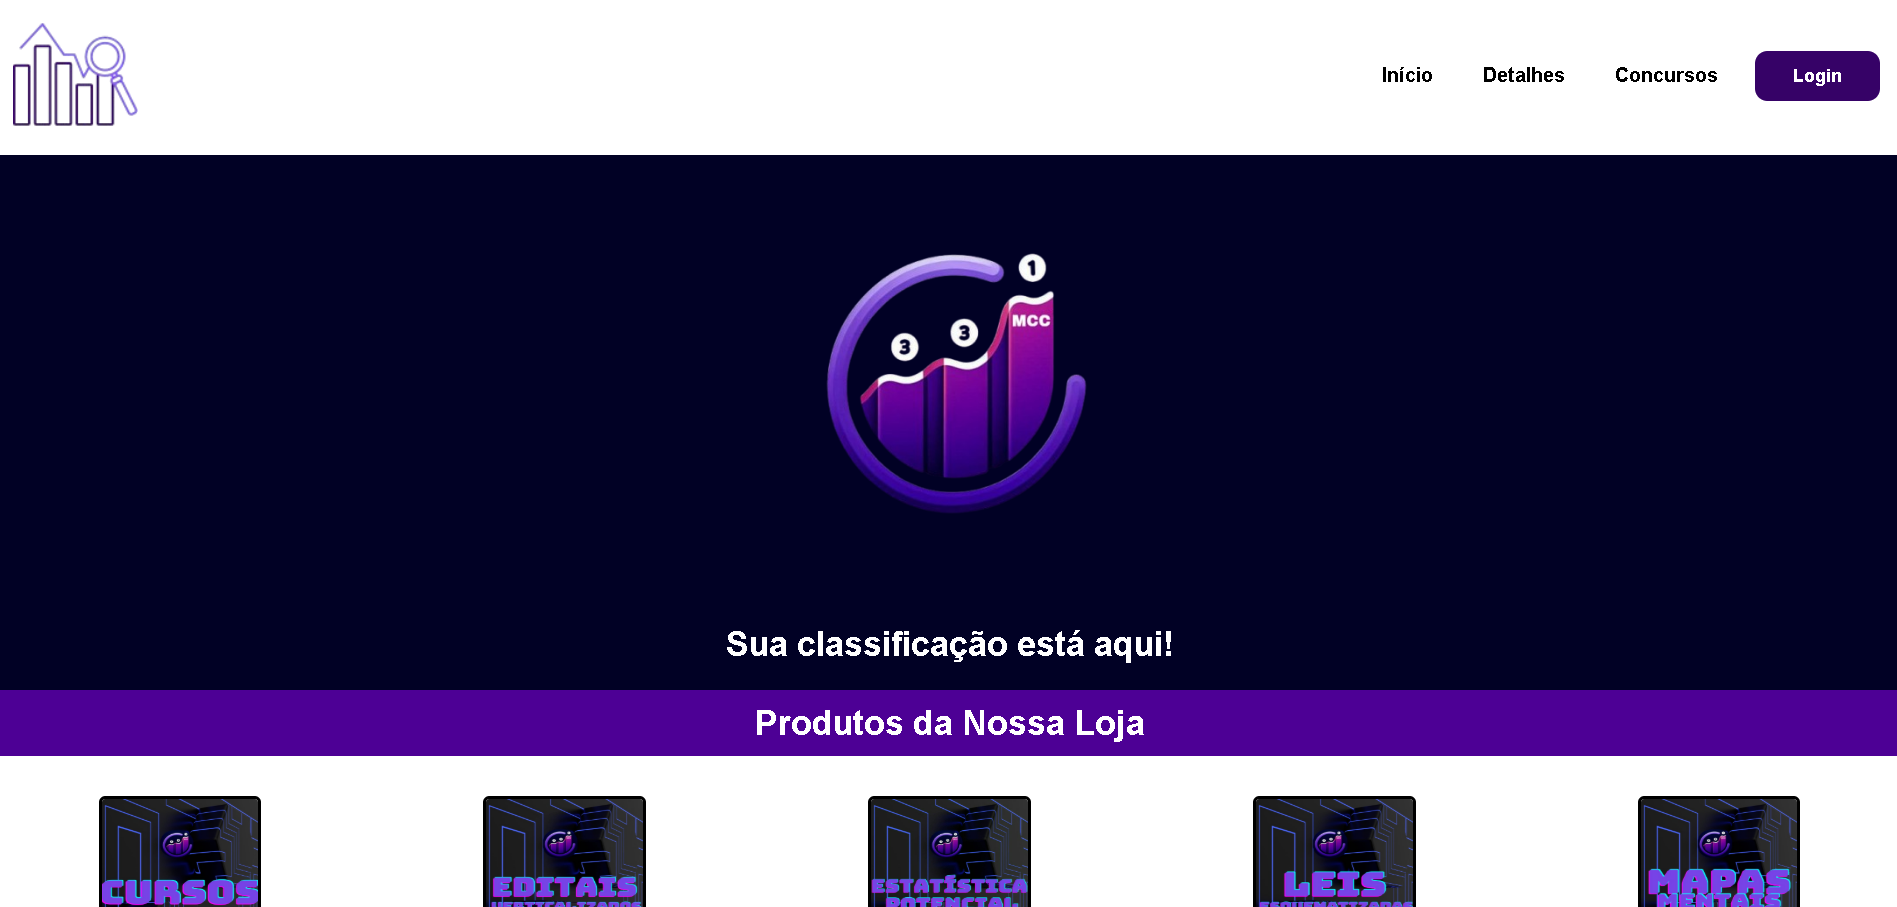 Início Detalhes Concursos Login
1
MCC
3 3
Sua classificação está aqui!
Produtos da Nossa Loja
CURSOS
EDITAIS
VERTICALIZADOS
ESTATÍSTICA
POTENCIAL
LEIS
ESQUEMATIZADAS
MAPAS
MENTAIS